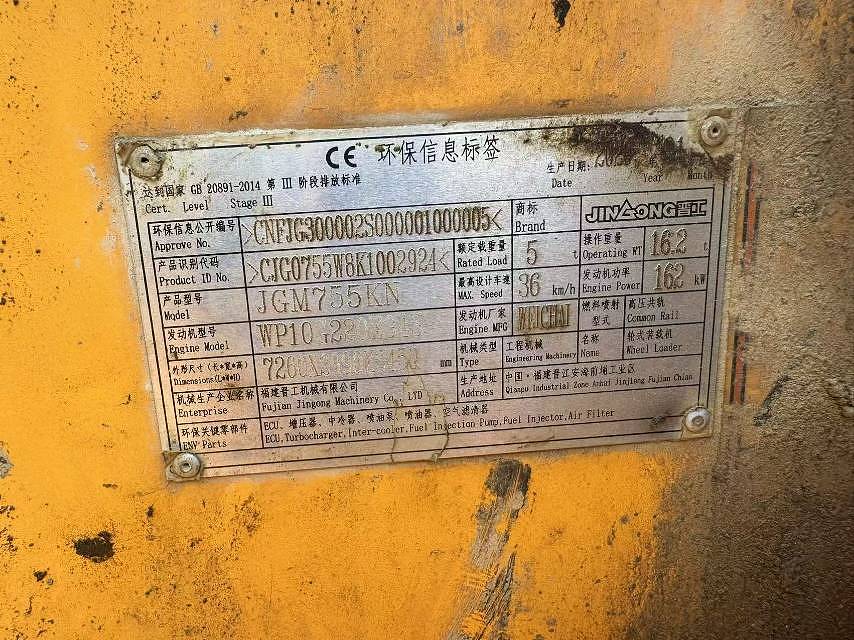 CE 环保信息标签
达到国家 GB 20891-2014 第 III 阶段排放标准
Cert. Level Stage III
生产日期: 年
Date Year Month
环保信息公开编号 >CNFJG300002S000001000005<
Approve No.
商标 JINGONG晋工
Brand
产品识别代码 >CJG0755W8K1002924<
Product ID No.
额定载重量 5 t
Rated Load
操作重量 16.2 t
Operating WT
产品型号 JGM755KN
Model
最高设计车速 36 km/h
MAX. Speed
发动机功率 162 kW
Engine Power
发动机型号 WP10
Engine Model
发动机厂家 WEICHAI
Engine MFG
燃料喷射 高压共轨
型式 Common Rail
外形尺寸(长*宽*高) mm
Dimensions(L*W*H)
机械类型 工程机械
Type Engineering Machinery
名称 轮式装载机
Name Wheel Loader
机械生产企业名称 福建晋工机械有限公司
Enterprise Fujian Jingong Machinery Co., LTD
生产地址 中国·福建晋江安海前埔工业区
Address Qianpu Industrial Zone Anhai Jinjiang Fujian Chian
环保关键零部件 ECU、增压器、中冷器、喷油泵、喷油器、空气滤清器
ENV Parts ECU,Turbocharger,Inter-cooler,Fuel Injection Pump,Fuel Injector,Air Filter